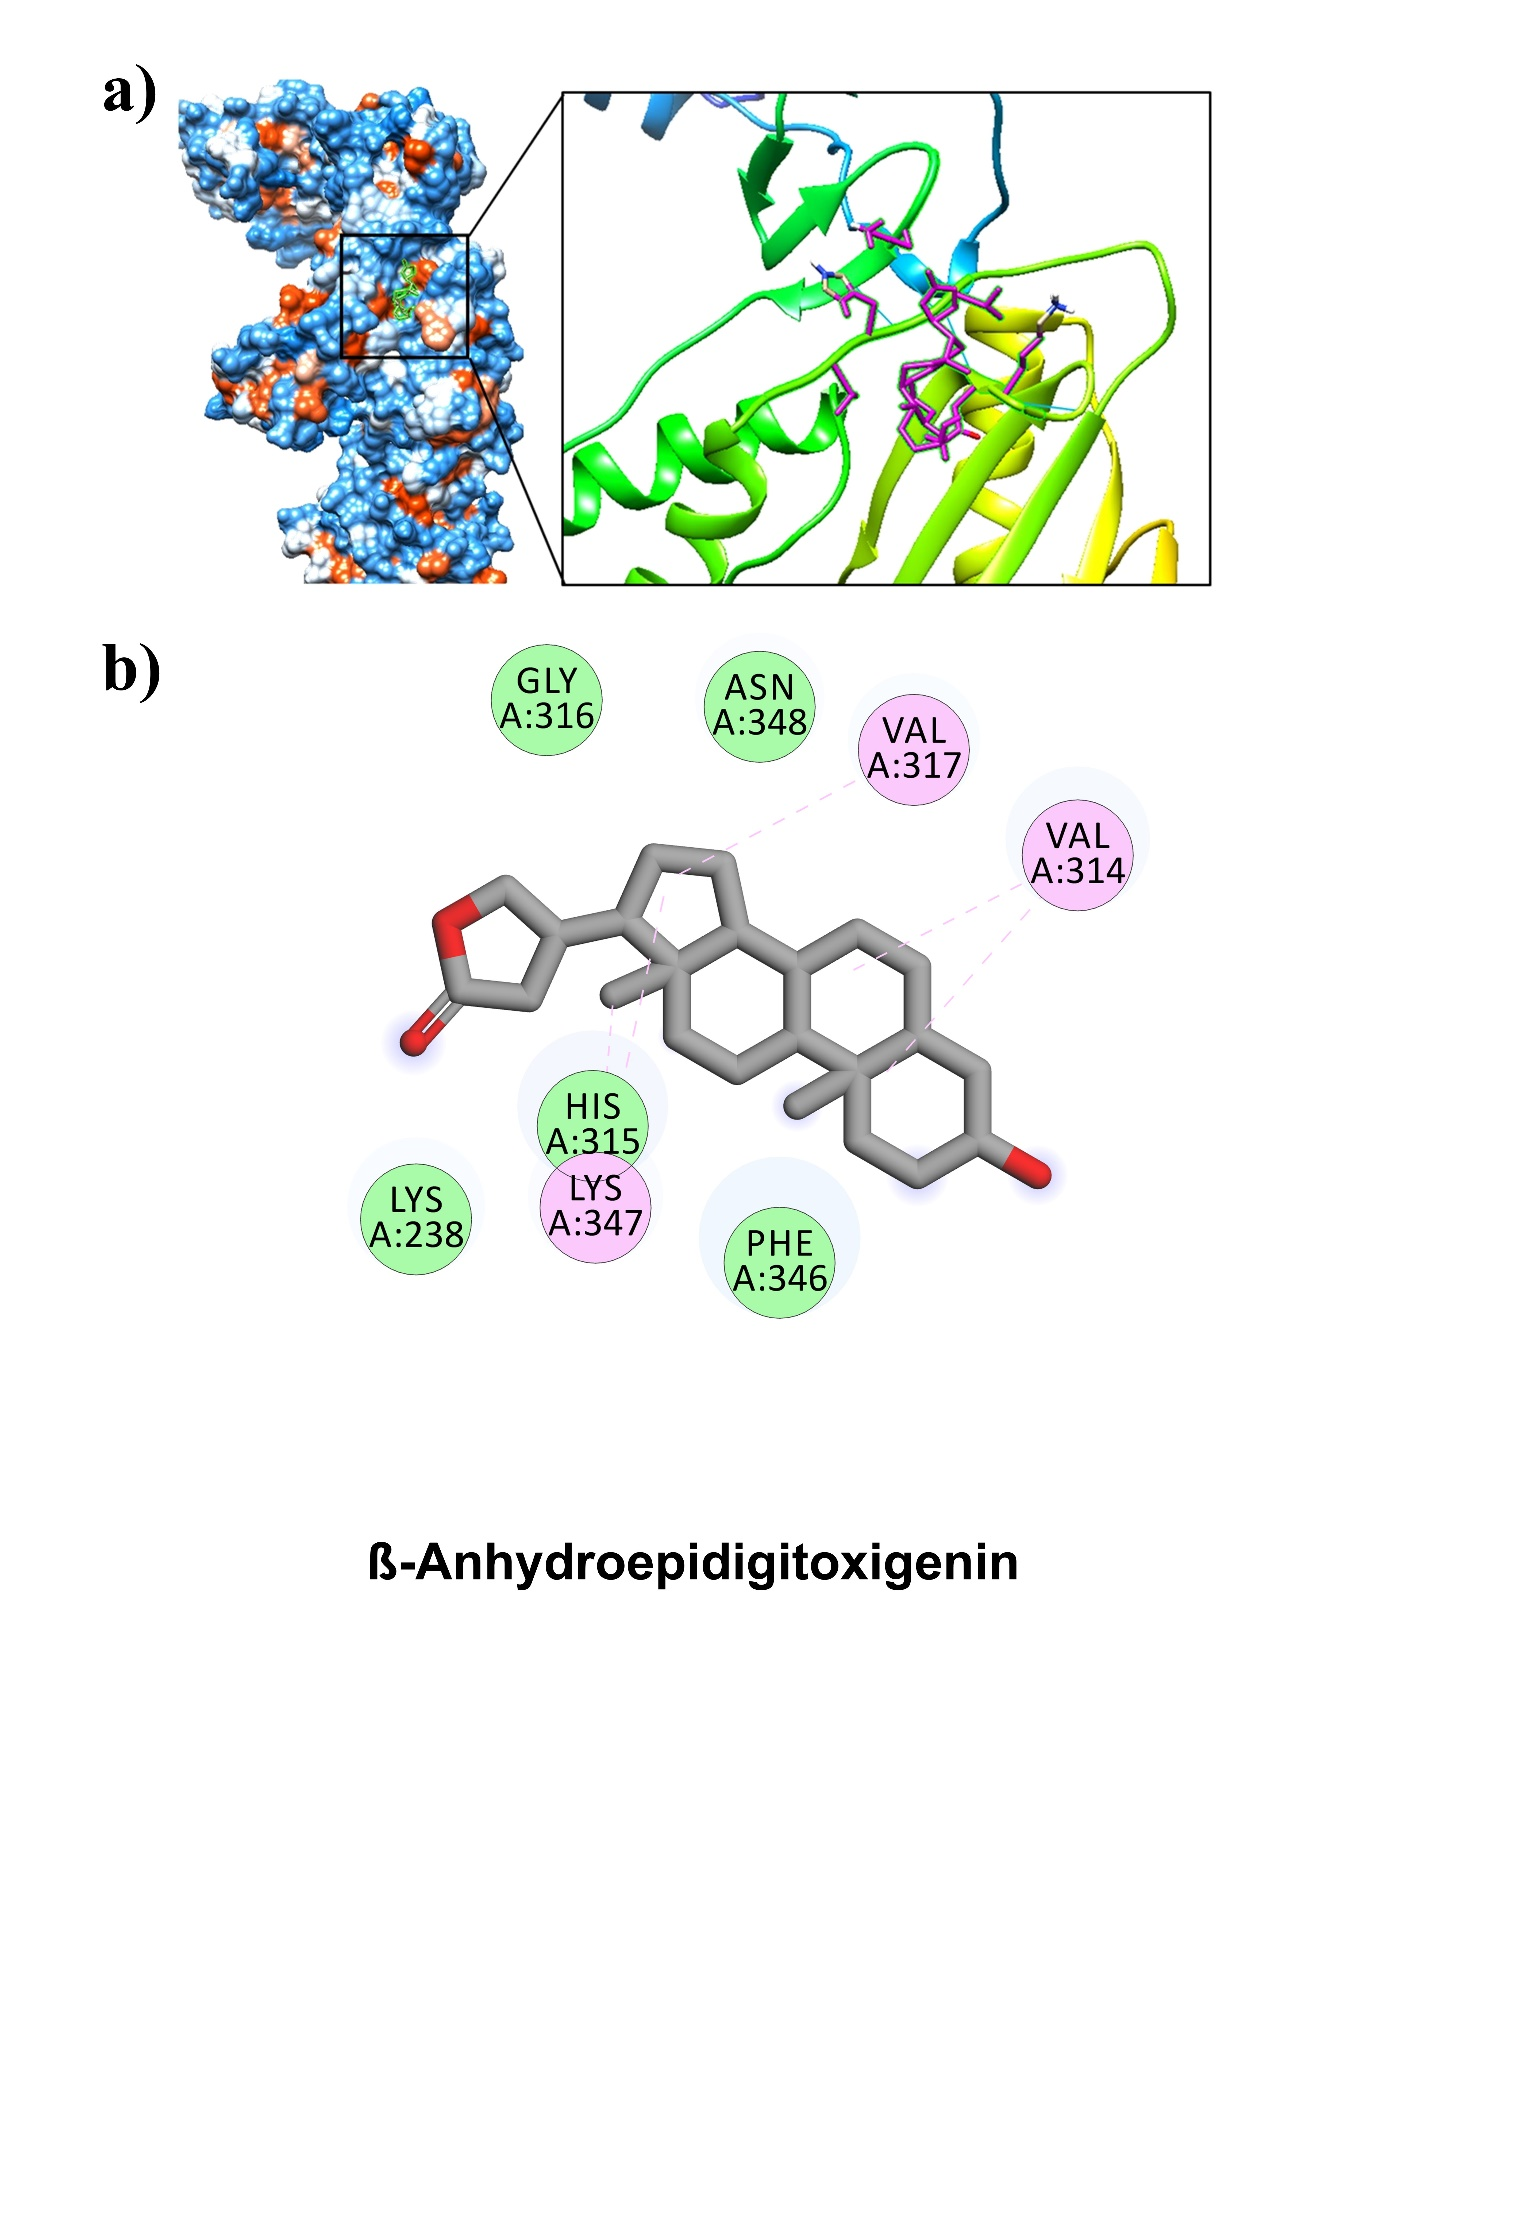 a)
b)
GLY
A:316
ASN
A:348
VAL
A:317
VAL
A:314
HIS
A:315
LYS
A:347
LYS
A:238
PHE
A:346
ß-Anhydroepidigitoxigenin